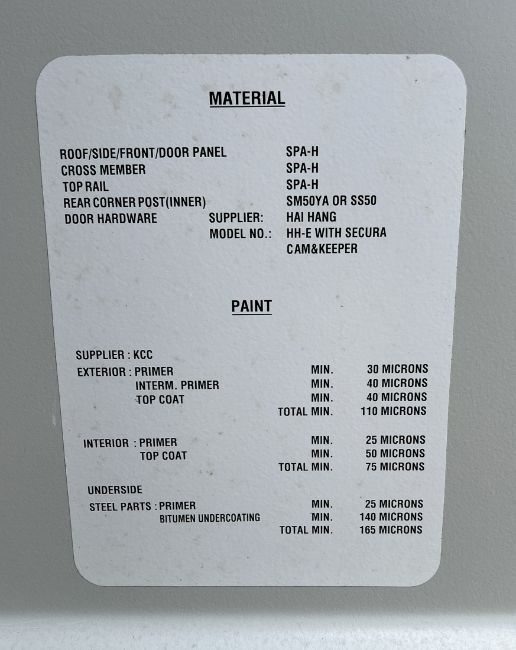 MATERIAL
ROOF/SIDE/FRONT/DOOR PANEL SPA-H
CROSS MEMBER SPA-H
TOP RAIL SPA-H
REAR CORNER POST(INNER) SM50YA OR SS50
DOOR HARDWARE SUPPLIER: HAI HANG
MODEL NO.: HH-E WITH SECURA
CAM&KEEPER
PAINT
SUPPLIER : KCC
EXTERIOR : PRIMER MIN. 30 MICRONS
INTERM. PRIMER MIN. 40 MICRONS
TOP COAT MIN. 40 MICRONS
TOTAL MIN. 110 MICRONS
INTERIOR : PRIMER MIN. 25 MICRONS
TOP COAT MIN. 50 MICRONS
TOTAL MIN. 75 MICRONS
UNDERSIDE
STEEL PARTS : PRIMER MIN. 25 MICRONS
BITUMEN UNDERCOATING MIN. 140 MICRONS
TOTAL MIN. 165 MICRONS